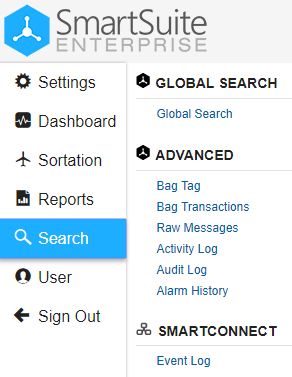 SmartSuite
ENTERPRISE
Settings
Dashboard
Sortation
Reports
Search
User
Sign Out
GLOBAL SEARCH
Global Search
ADVANCED
Bag Tag
Bag Transactions
Raw Messages
Activity Log
Audit Log
Alarm History
SMARTCONNECT
Event Log